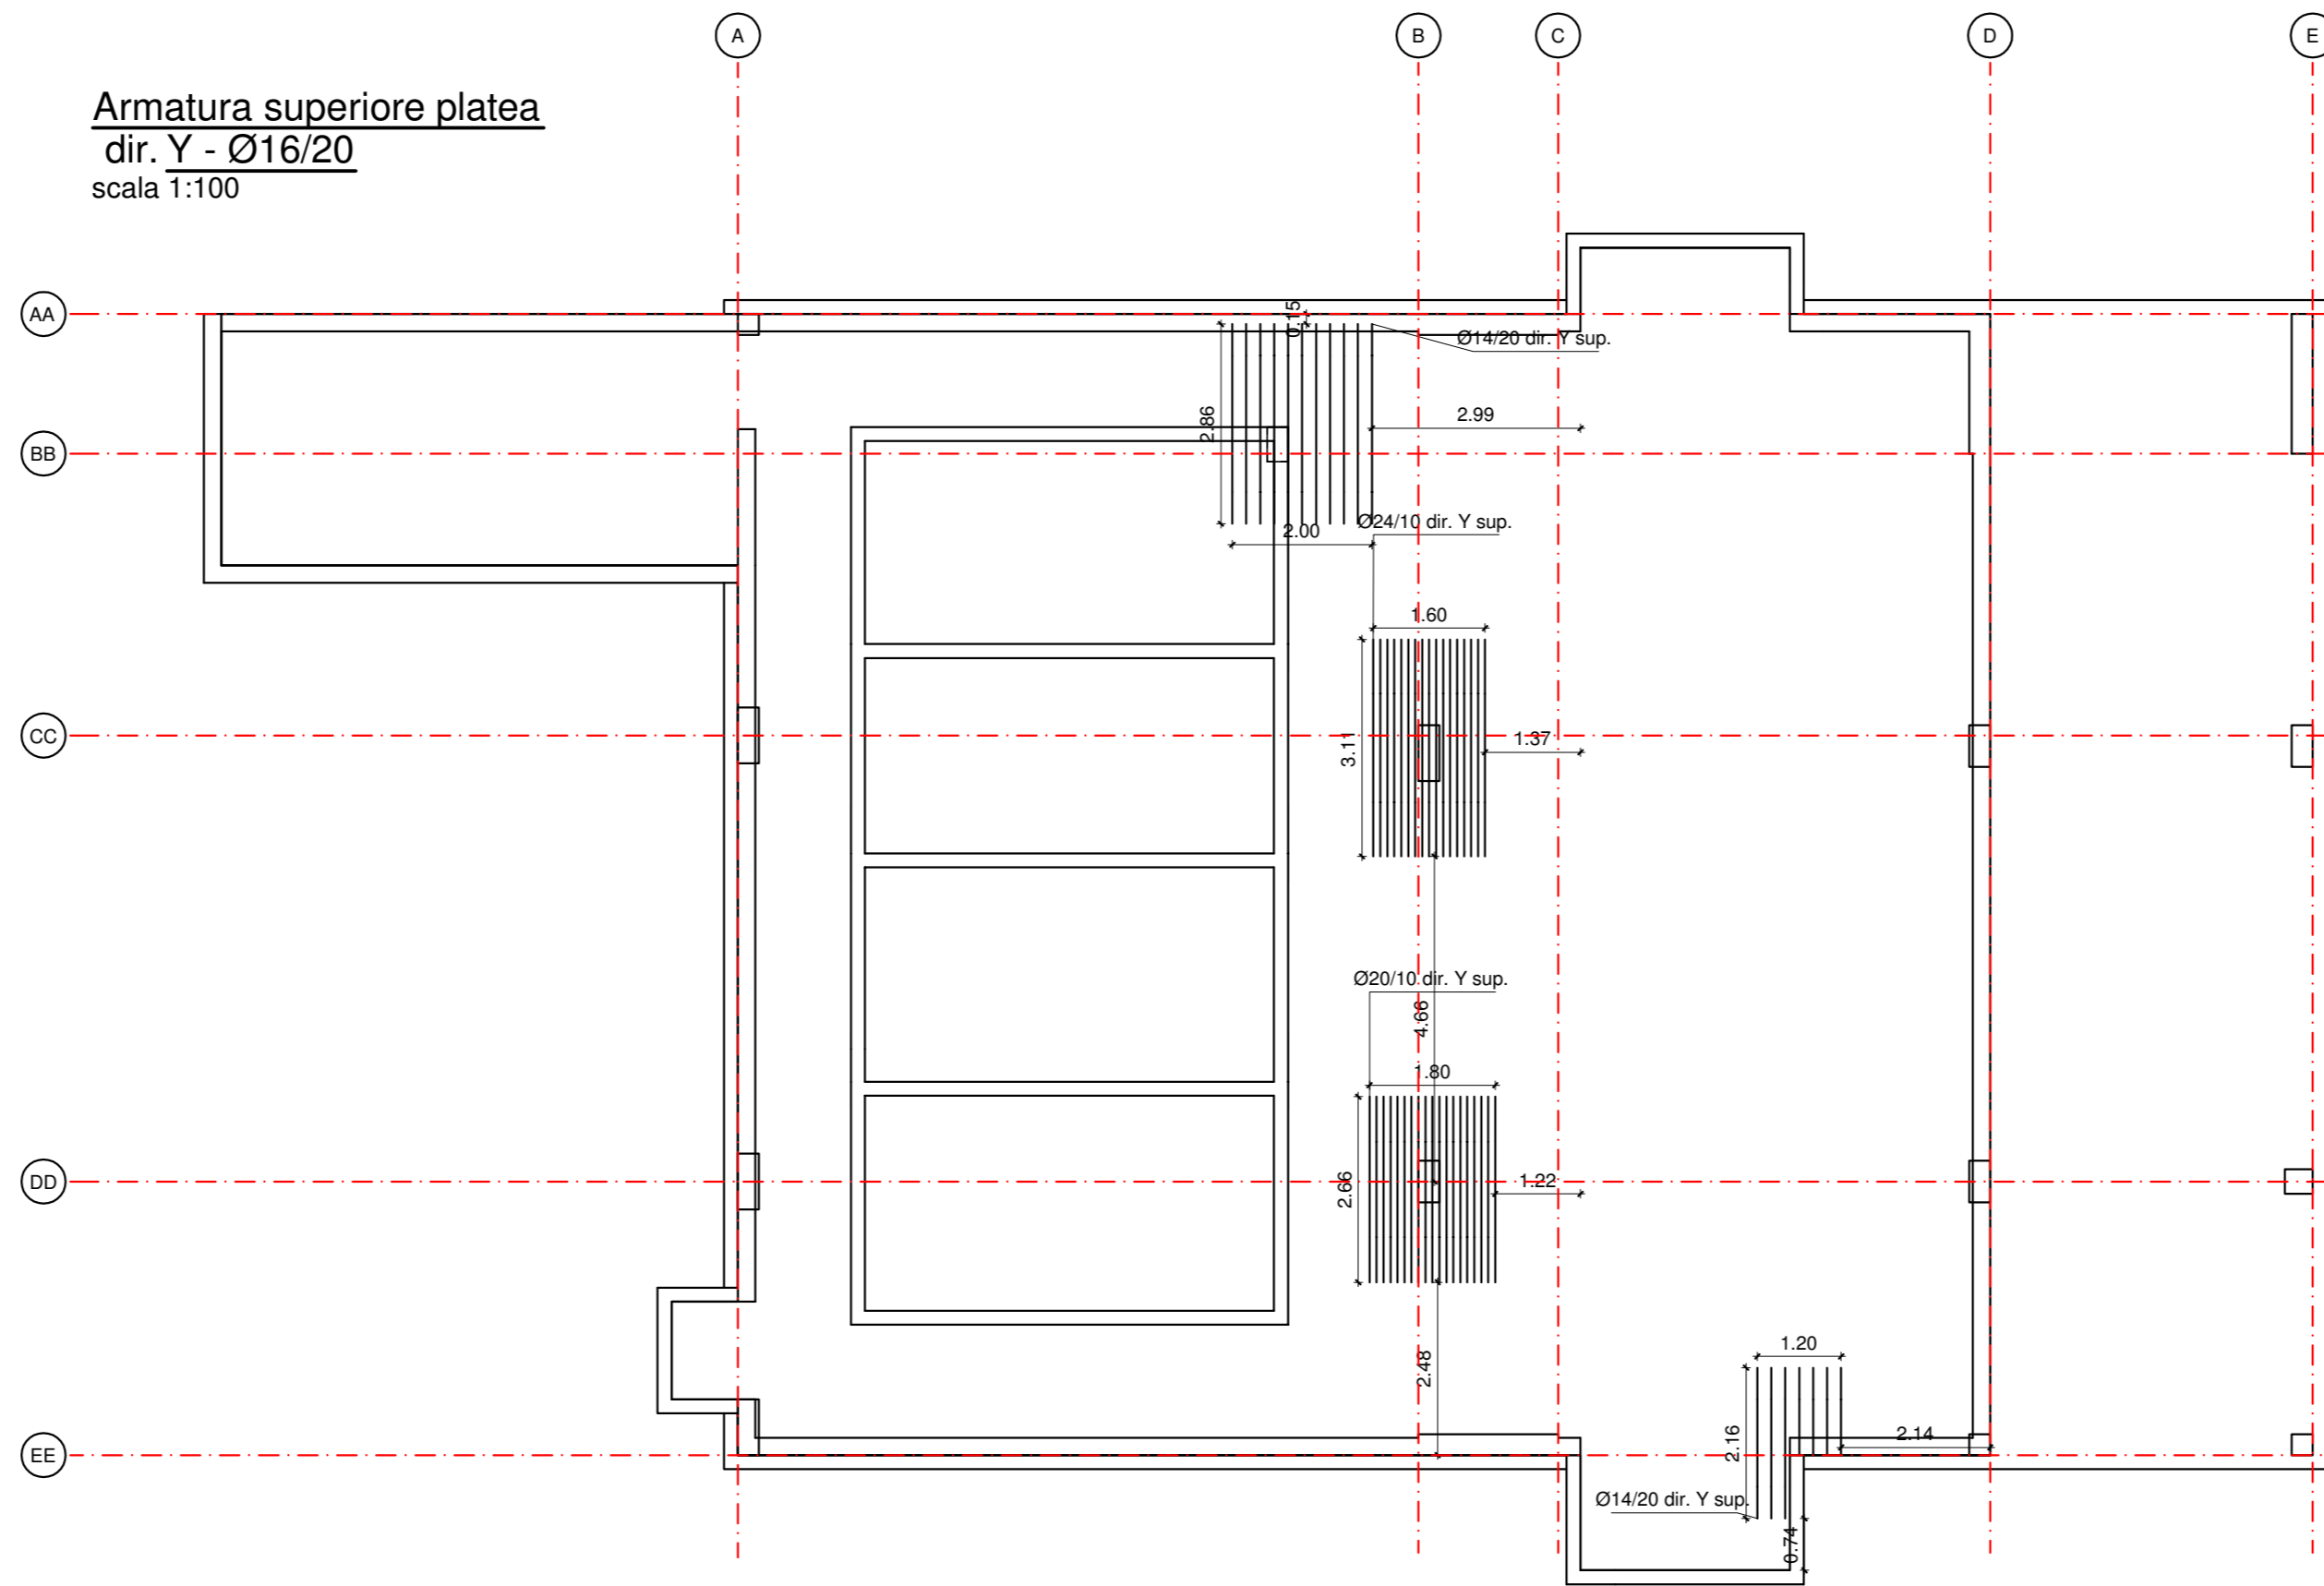 A
B
C
D
E
Armatura superiore platea
dir. Y - Ø16/20
scala 1:100
AA
0.15
Ø14/20 dir. Y sup.
2.86
2.99
BB
Ø24/10 dir. Y sup.
2.00
1.60
CC
3.11
1.37
Ø20/10 dir. Y sup.
4.66
1.80
DD
2.66
1.22
1.20
2.48
2.16
2.14
EE
Ø14/20 dir. Y sup.
0.74